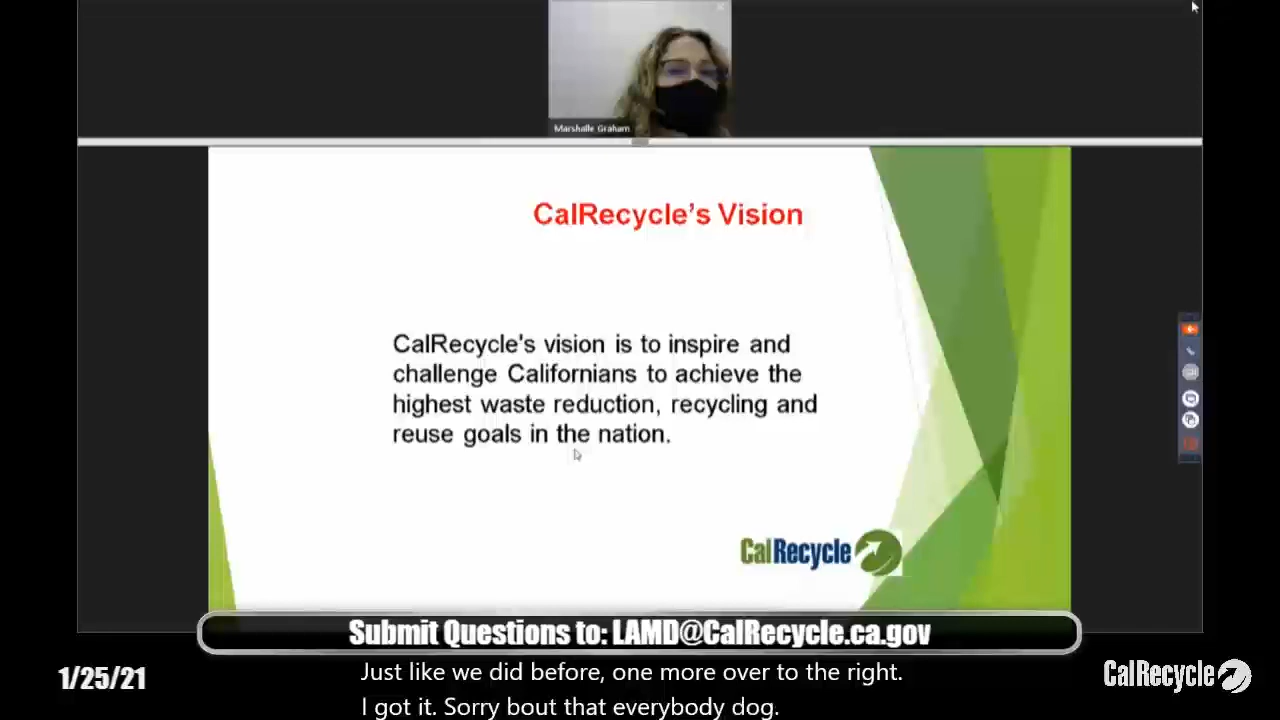 Marshalle Graham
CalRecycle’s Vision
CalRecycle's vision is to inspire and
challenge Californians to achieve the
highest waste reduction, recycling and
reuse goals in the nation.
CalRecycle
Submit Questions to: LAMD@CalRecycle.ca.gov
Just like we did before, one more over to the right.
I got it. Sorry bout that everybody dog.
1/25/21
CalRecycle